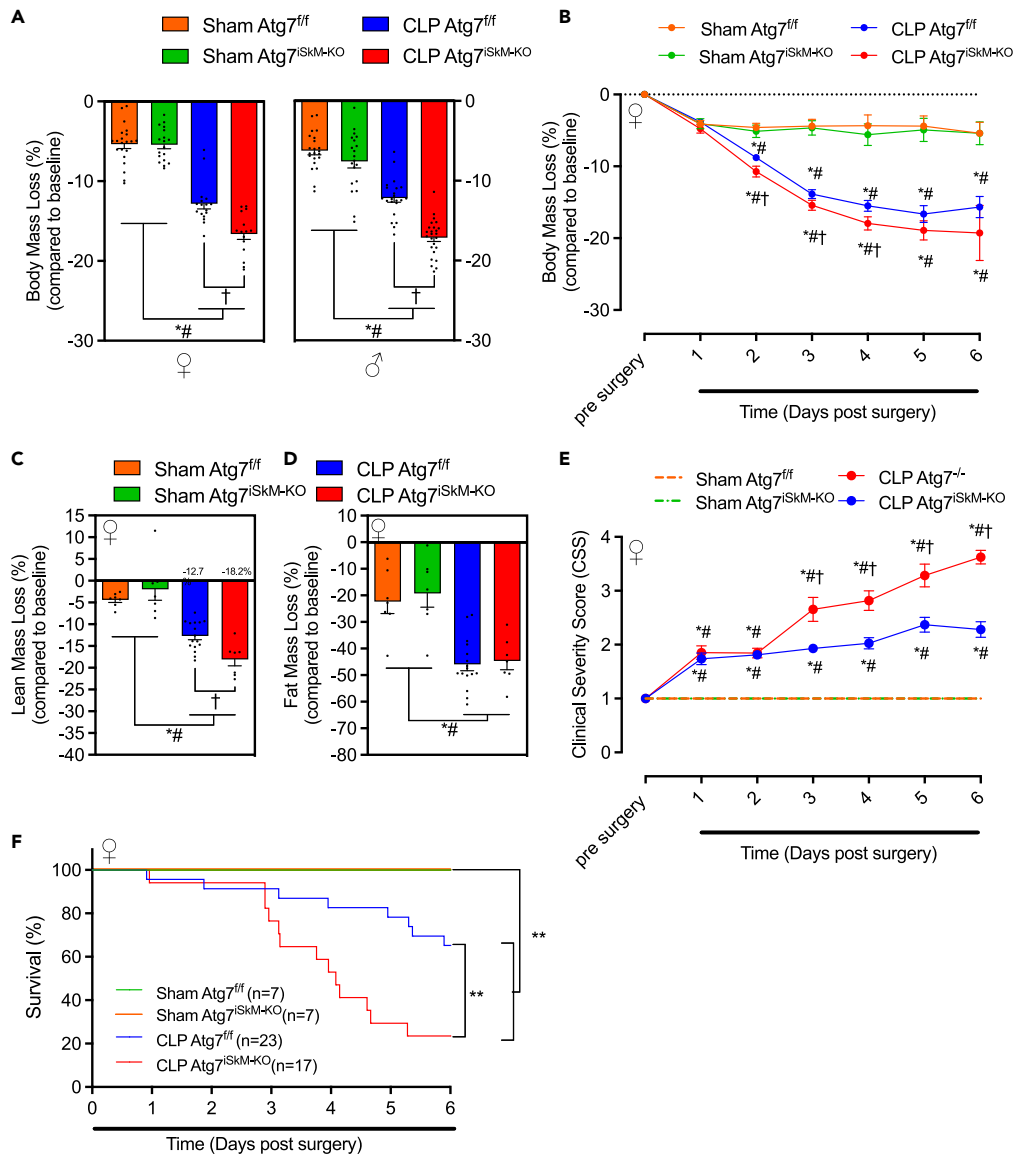 A
Sham Atg7f/f
CLP Atg7f/f
Sham Atg7iSkM-KO
CLP Atg7iSkM-KO
Body Mass Loss (%)
(compared to baseline)
0
-10
-20
-30
0
-10
-20
-30
†
*#
†
*#
♀
♂
B
Sham Atg7f/f
CLP Atg7f/f
Sham Atg7iSkM-KO
CLP Atg7iSkM-KO
♀
Body Mass Loss (%)
(compared to baseline)
0
-10
-20
-30
*#
*#
*#
*#
*#
*#†
*#†
*#†
*#
*#
pre surgery
1
2
3
4
5
6
Time (Days post surgery)
C
D
Sham Atg7f/f
CLP Atg7f/f
Sham Atg7iSkM-KO
CLP Atg7iSkM-KO
♀
Lean Mass Loss (%)
(compared to baseline)
15
10
5
0
-5
-10
-15
-20
-25
-30
-35
-40
-12.7
%
-18.2%
†
*#
♀
Fat Mass Loss (%)
(compared to baseline)
10
0
-10
-20
-30
-40
-50
-60
-70
-80
*#
E
Sham Atg7f/f
CLP Atg7-/-
Sham Atg7iSkM-KO
CLP Atg7iSkM-KO
♀
Clinical Severity Score (CSS)
4
3
2
1
0
*#
*#
*#†
*#†
*#†
*#†
*#
*#
*#
*#
*#
*#
pre surgery
1
2
3
4
5
6
Time (Days post surgery)
F
♀
Survival (%)
100
80
60
40
20
0
Sham Atg7f/f (n=7)
Sham Atg7iSkM-KO(n=7)
CLP Atg7f/f (n=23)
CLP Atg7iSkM-KO(n=17)
**
**
0
1
2
3
4
5
6
Time (Days post surgery)